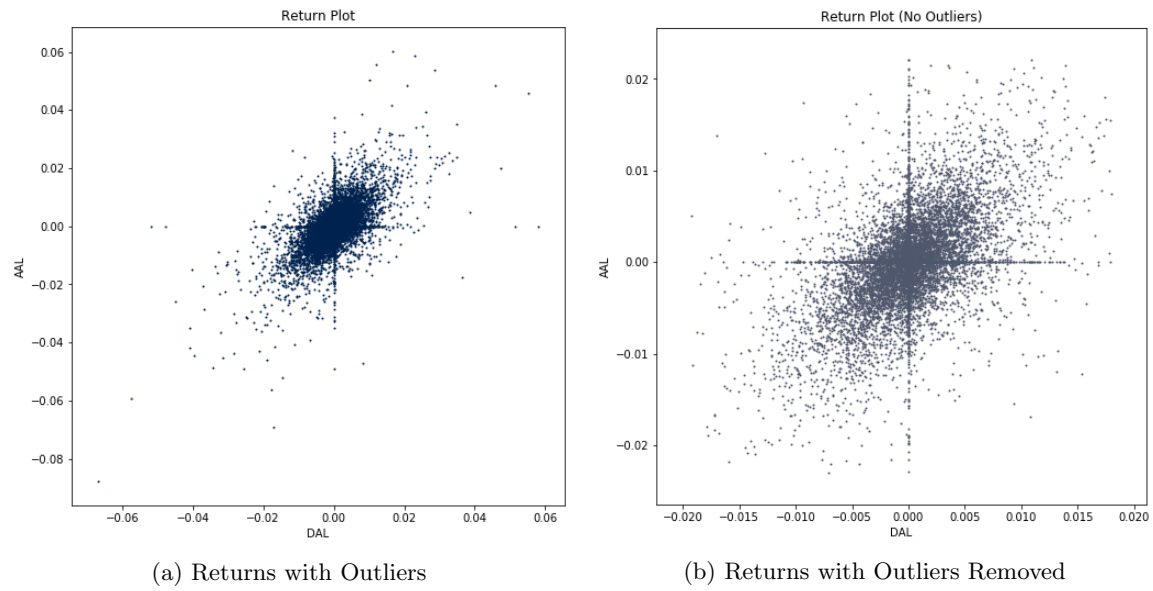 Return Plot
0.06
0.04
0.02
0.00
−0.02
−0.04
−0.06
−0.08
AAL
−0.06 −0.04 −0.02 0.00 0.02 0.04 0.06
DAL
(a) Returns with Outliers
Return Plot (No Outliers)
0.02
0.01
0.00
−0.01
−0.02
AAL
−0.020 −0.015 −0.010 −0.005 0.000 0.005 0.010 0.015 0.020
DAL
(b) Returns with Outliers Removed